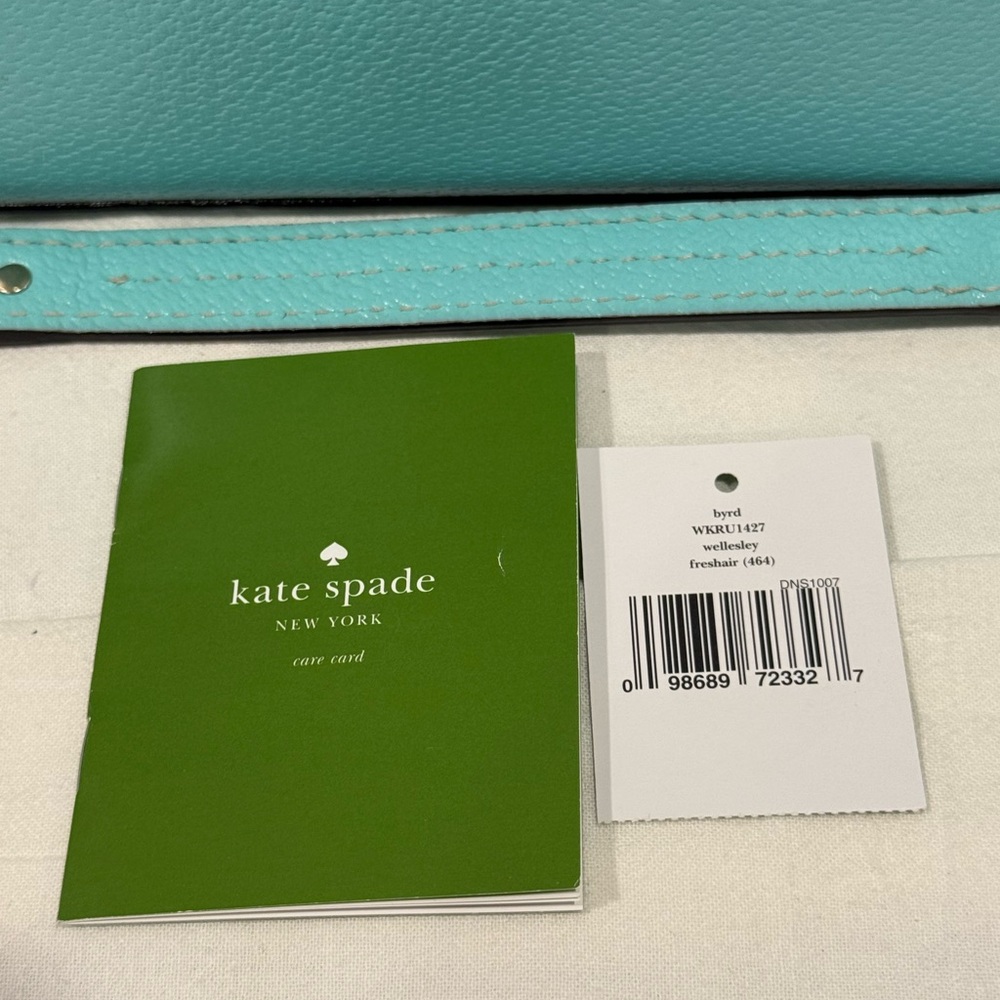 kate spade
NEW YORK
care card
byrd
WKRU1427
wellesley
freshair (464)
DNS1007
0 98689 72332 7